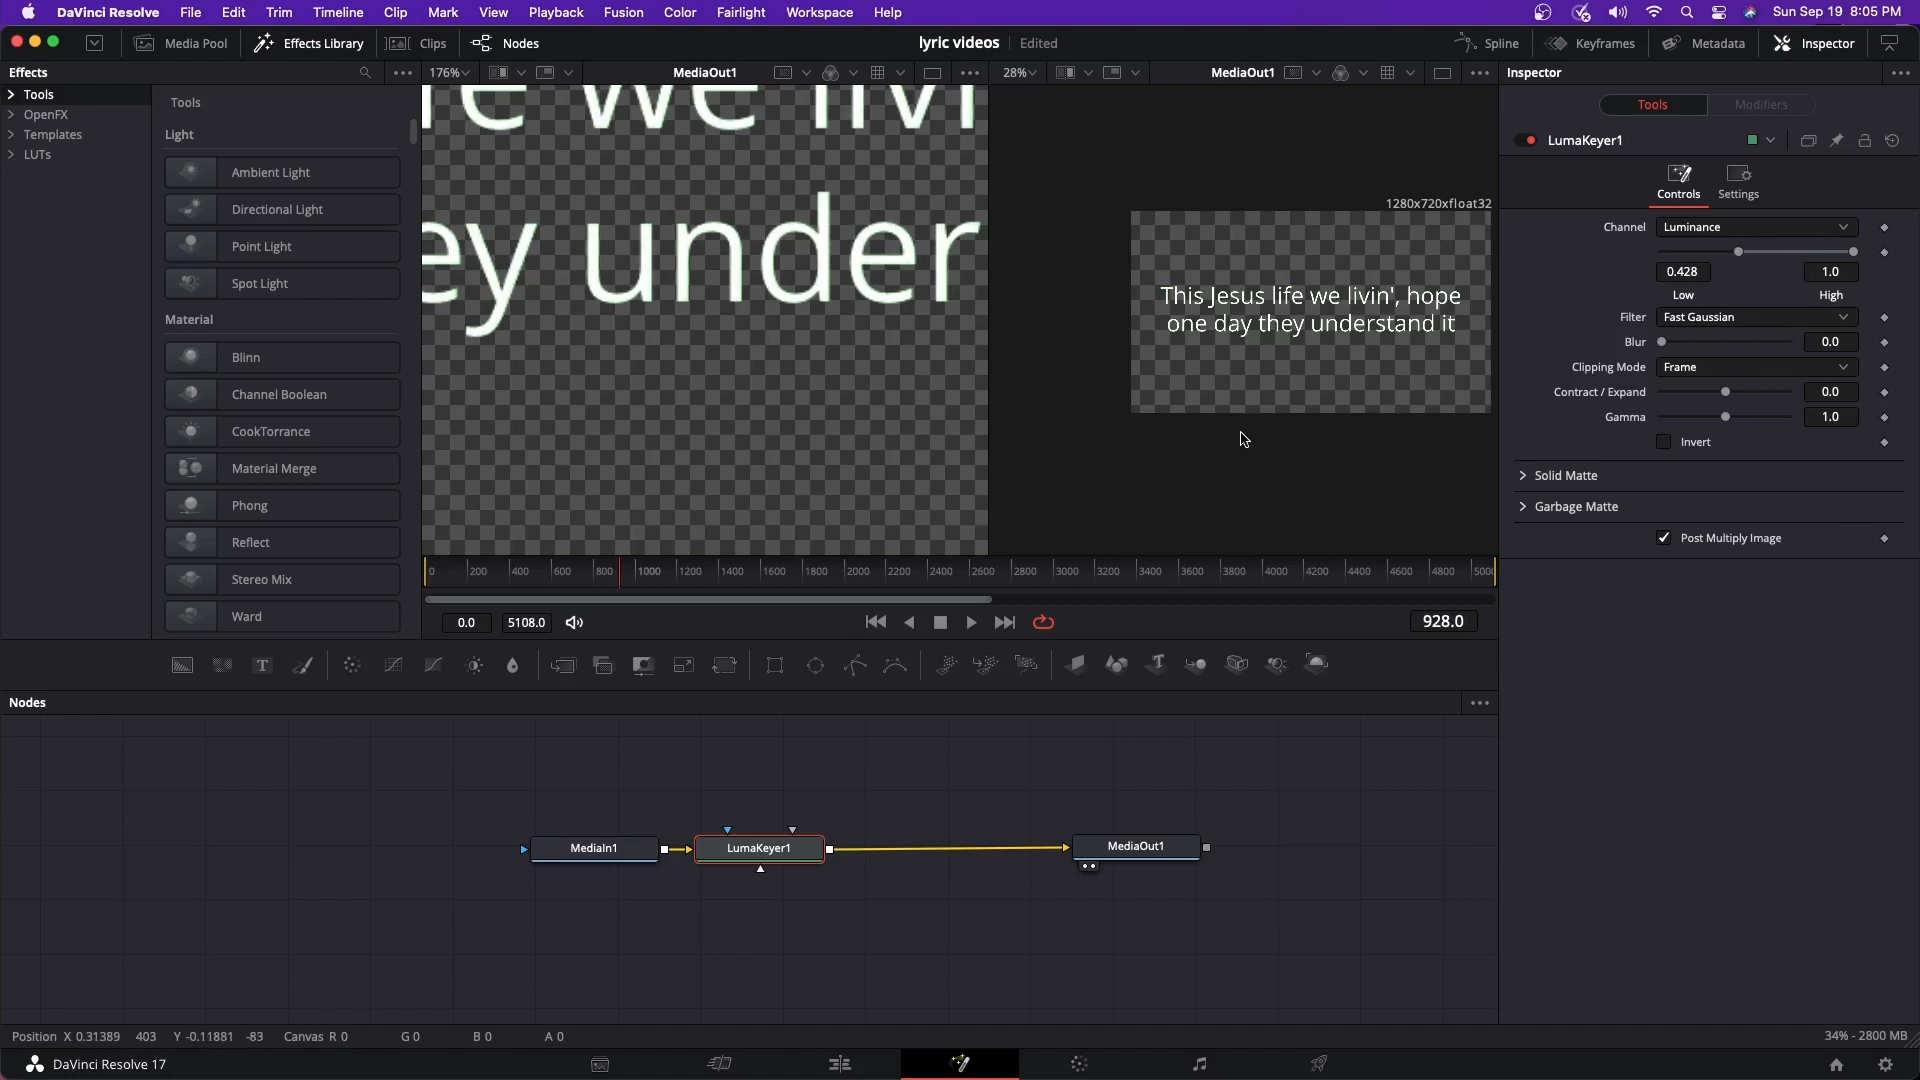 DaVinci Resolve File Edit Trim Timeline Clip Mark View Playback Fusion Color Fairlight Workspace Help Sun Sep 19 8:05 PM
Media Pool Effects Library Clips Nodes lyric videos Edited Spline Keyframes Metadata Inspector
Effects 176% MediaOut1 28% MediaOut1 Inspector
Tools
OpenFX
Templates
LUTs
Tools
Light
Ambient Light
Directional Light
Point Light
Spot Light
Material
Blinn
Channel Boolean
CookTorrance
Material Merge
Phong
Reflect
Stereo Mix
Ward
fe we livi
ey under
1280x720xfloat32
This Jesus life we livin', hope
one day they understand it
Tools Modifiers
LumaKeyer1
Controls Settings
Channel Luminance
0.428 1.0
Low High
Filter Fast Gaussian
Blur 0.0
Clipping Mode Frame
Contract / Expand 0.0
Gamma 1.0
Invert
Solid Matte
Garbage Matte
Post Multiply Image
0 200 400 600 800 1000 1200 1400 1600 1800 2000 2200 2400 2600 2800 3000 3200 3400 3600 3800 4000 4200 4400 4600 4800 5000
0.0 5108.0 928.0
Nodes
MediaIn1 LumaKeyer1 MediaOut1
Position X 0.31389 403 Y -0.11881 -83 Canvas R 0 G 0 B 0 A 0 34% - 2800 MB
DaVinci Resolve 17